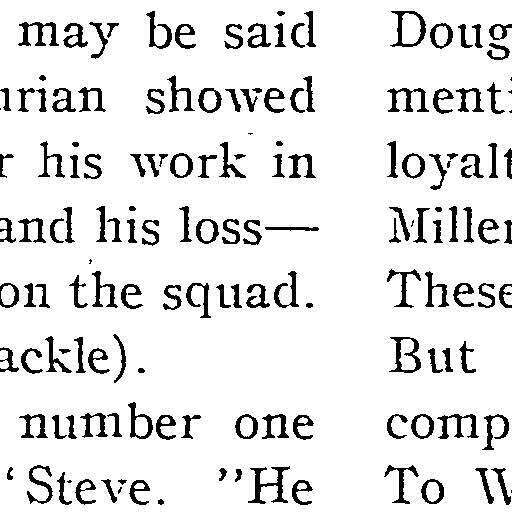 may be said
urian showed
r his work in
and his loss—
on the squad.
ackle).
number one
'Steve. "He
Doug
menti
loyalt
Miller
These
But
comp
To W